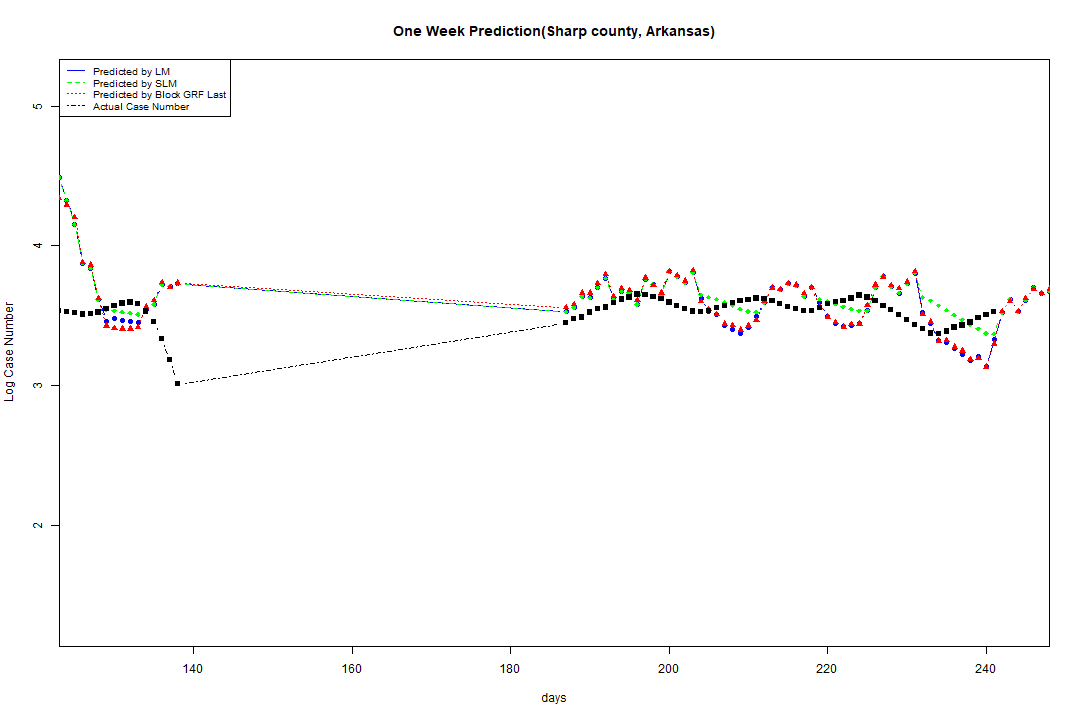 One Week Prediction(Sharp county, Arkansas)
Predicted by LM
Predicted by SLM
Predicted by Block GRF Last
Actual Case Number
5
4
3
2
Log Case Number
140 160 180 200 220 240
days